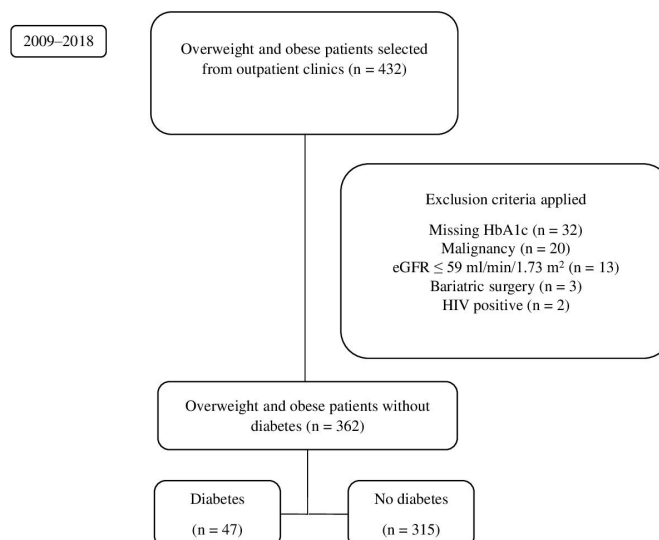 2009–2018
Overweight and obese patients selected
from outpatient clinics (n = 432)
Exclusion criteria applied
Missing HbA1c (n = 32)
Malignancy (n = 20)
eGFR ≤ 59 ml/min/1.73 m² (n = 13)
Bariatric surgery (n = 3)
HIV positive (n = 2)
Overweight and obese patients without
diabetes (n = 362)
Diabetes
(n = 47)
No diabetes
(n = 315)